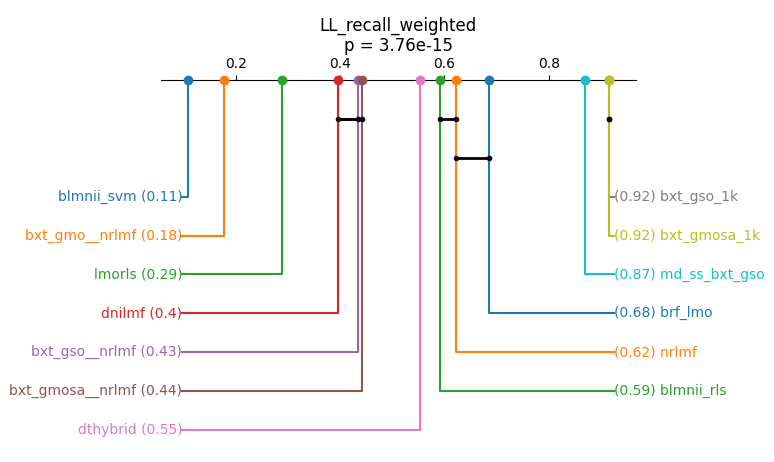 LL_recall_weighted
p = 3.76e-15
0.2 0.4 0.6 0.8
blmnii_svm (0.11)
bxt_gmo__nrlmf (0.18)
lmorls (0.29)
dnilmf (0.4)
bxt_gso__nrlmf (0.43)
bxt_gmosa__nrlmf (0.44)
dthybrid (0.55)
(0.92) bxt_gso_1k
(0.92) bxt_gmosa_1k
(0.87) md_ss_bxt_gso
(0.68) brf_lmo
(0.62) nrlmf
(0.59) blmnii_rls